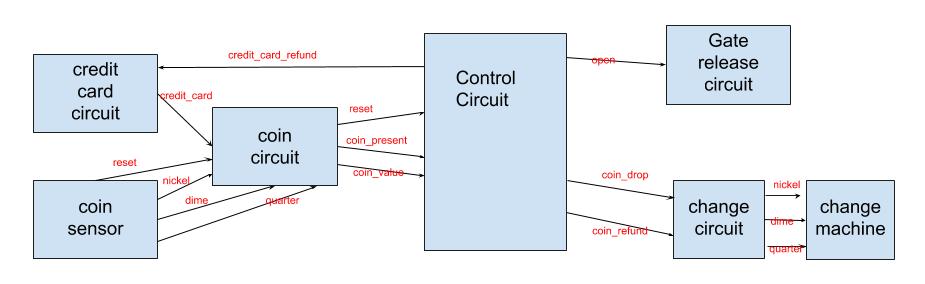 credit
card
circuit
credit_card_refund
credit_card
coin
circuit
reset
nickel
dime
quarter
coin
sensor
reset
coin_present
coin_value
Control
Circuit
open
Gate
release
circuit
coin_drop
coin_refund
change
circuit
nickel
dime
quarter
change
machine